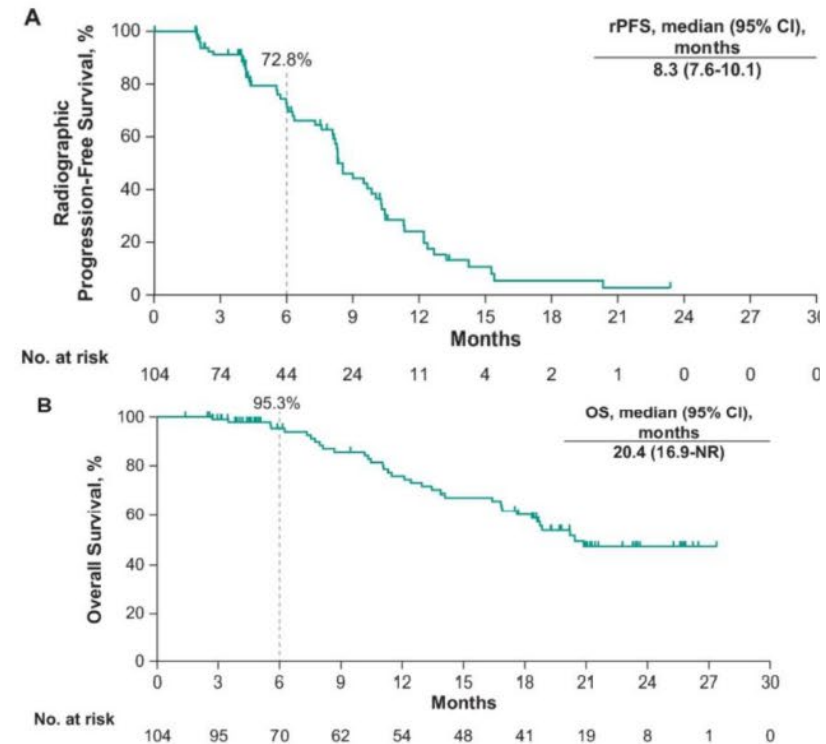 A
rPFS, median (95% CI),
months
8.3 (7.6-10.1)
72.8%
Radiographic
Progression-Free Survival, %
100
80
60
40
20
0
0 3 6 9 12 15 18 21 24 27 30
Months
No. at risk
104 74 44 24 11 4 2 1 0 0 0
B
95.3%
OS, median (95% CI),
months
20.4 (16.9-NR)
Overall Survival, %
100
80
60
40
20
0
0 3 6 9 12 15 18 21 24 27 30
Months
No. at risk
104 95 70 62 54 48 41 19 8 1 0